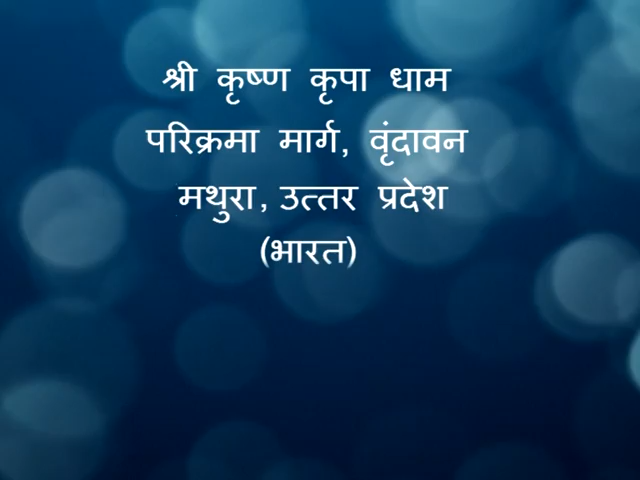 श्री कृष्ण कृपा धाम
परिक्रमा मार्ग, वृंदावन
मथुरा, उत्तर प्रदेश
(भारत)